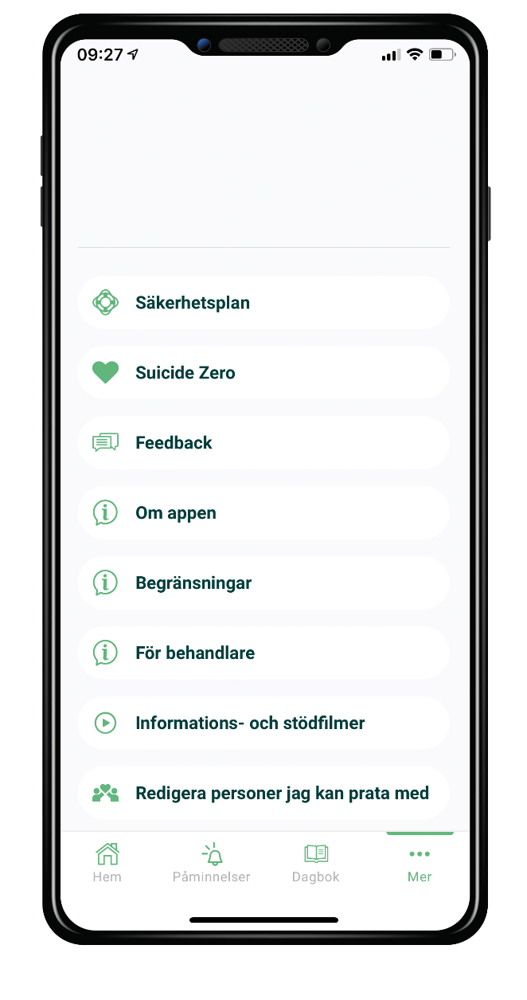 09:27
Säkerhetsplan
Suicide Zero
Feedback
Om appen
Begränsningar
För behandlare
Informations- och stödfilmer
Redigera personer jag kan prata med
Hem Påminnelser Dagbok Mer